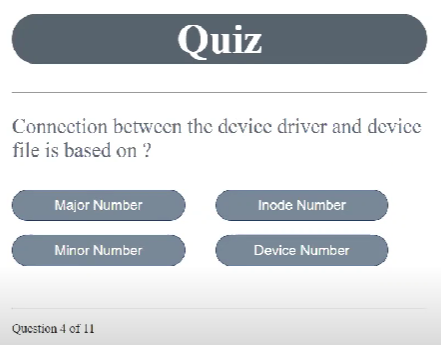 Quiz
Connection between the device driver and device
file is based on ?
Major Number
Inode Number
Minor Number
Device Number
Question 4 of 11